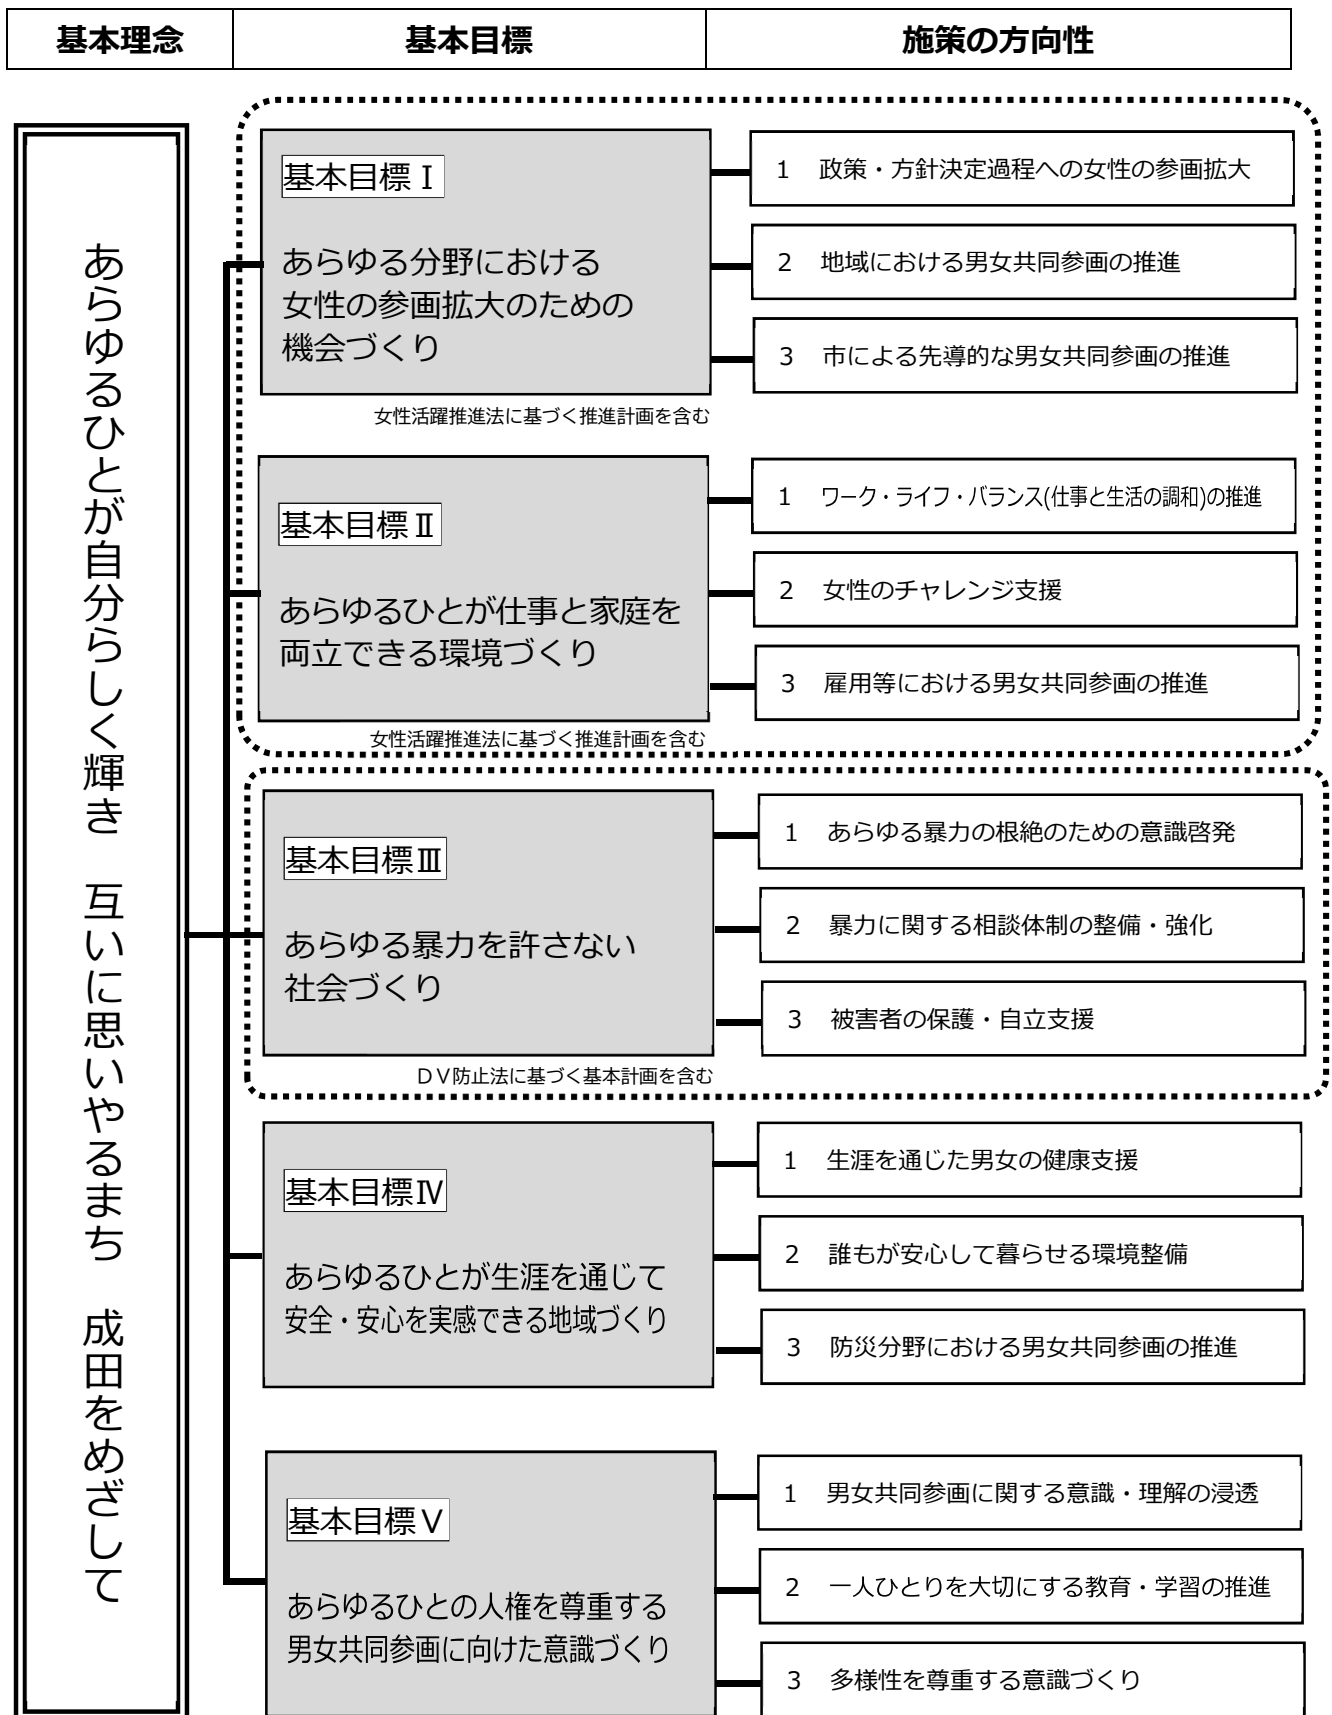 基本理念
基本目標
施策の方向性
あらゆるひとが自分らしく輝き　互いに思いやるまち　成田をめざして
基本目標Ⅰ
あらゆる分野における
女性の参画拡大のための
機会づくり
女性活躍推進法に基づく推進計画を含む
1　政策・方針決定過程への女性の参画拡大
2　地域における男女共同参画の推進
3　市による先導的な男女共同参画の推進
基本目標Ⅱ
あらゆるひとが仕事と家庭を
両立できる環境づくり
女性活躍推進法に基づく推進計画を含む
1　ワーク・ライフ・バランス(仕事と生活の調和)の推進
2　女性のチャレンジ支援
3　雇用等における男女共同参画の推進
基本目標Ⅲ
あらゆる暴力を許さない
社会づくり
ＤＶ防止法に基づく基本計画を含む
1　あらゆる暴力の根絶のための意識啓発
2　暴力に関する相談体制の整備・強化
3　被害者の保護・自立支援
基本目標Ⅳ
あらゆるひとが生涯を通じて
安全・安心を実感できる地域づくり
1　生涯を通じた男女の健康支援
2　誰もが安心して暮らせる環境整備
3　防災分野における男女共同参画の推進
基本目標Ⅴ
あらゆるひとの人権を尊重する
男女共同参画に向けた意識づくり
1　男女共同参画に関する意識・理解の浸透
2　一人ひとりを大切にする教育・学習の推進
3　多様性を尊重する意識づくり